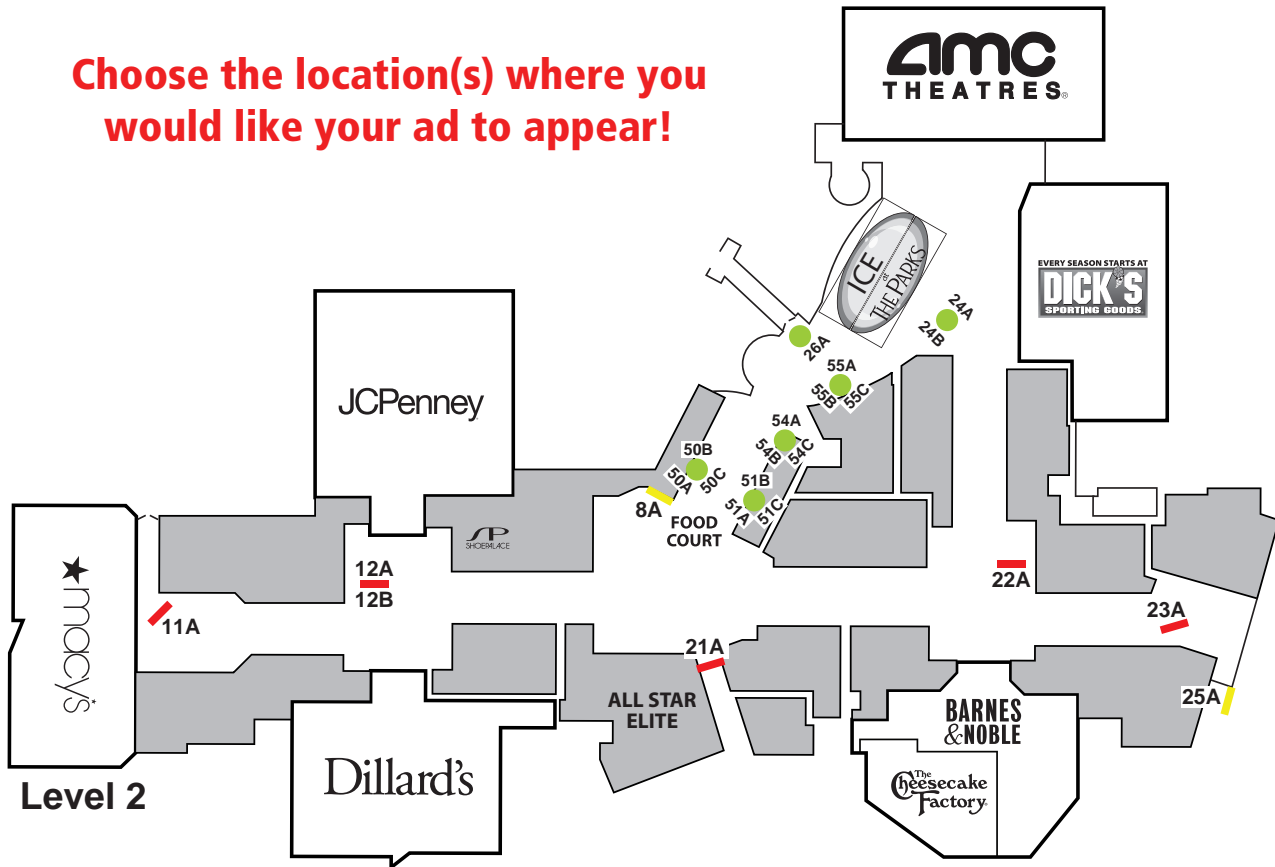 Choose the location(s) where you
would like your ad to appear!
amc
THEATRES®
EVERY SEASON STARTS AT
DICK'S
SPORTING GOODS
ICE
at
THE PARKS
24A
24B
26A
55A
55B
55C
54A
54B
54C
50B
50A
50C
51B
51A
51C
8A
FOOD
COURT
JCPenney
SP
SHOEPALACE
macy's
11A
12A
12B
22A
23A
21A
25A
ALL STAR
ELITE
BARNES
&NOBLE
The
Cheesecake
Factory
Dillard's
Level 2